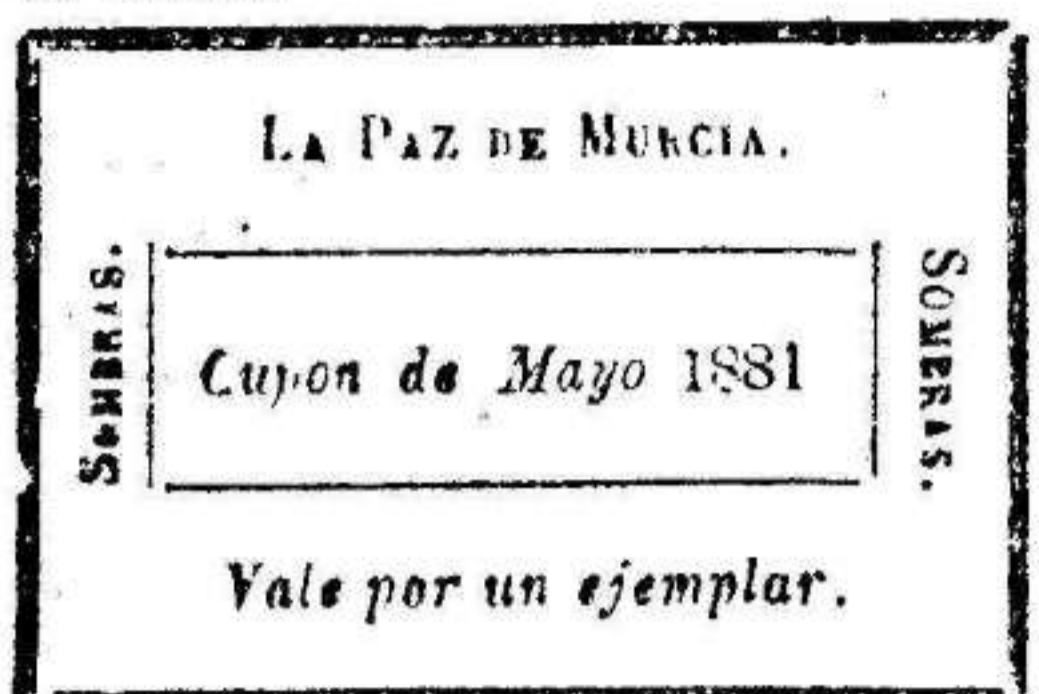 LA PAZ DE MURCIA.
SOMBRAS.
Cupon de Mayo 1881
SOMBRAS.
Vale por un ejemplar.